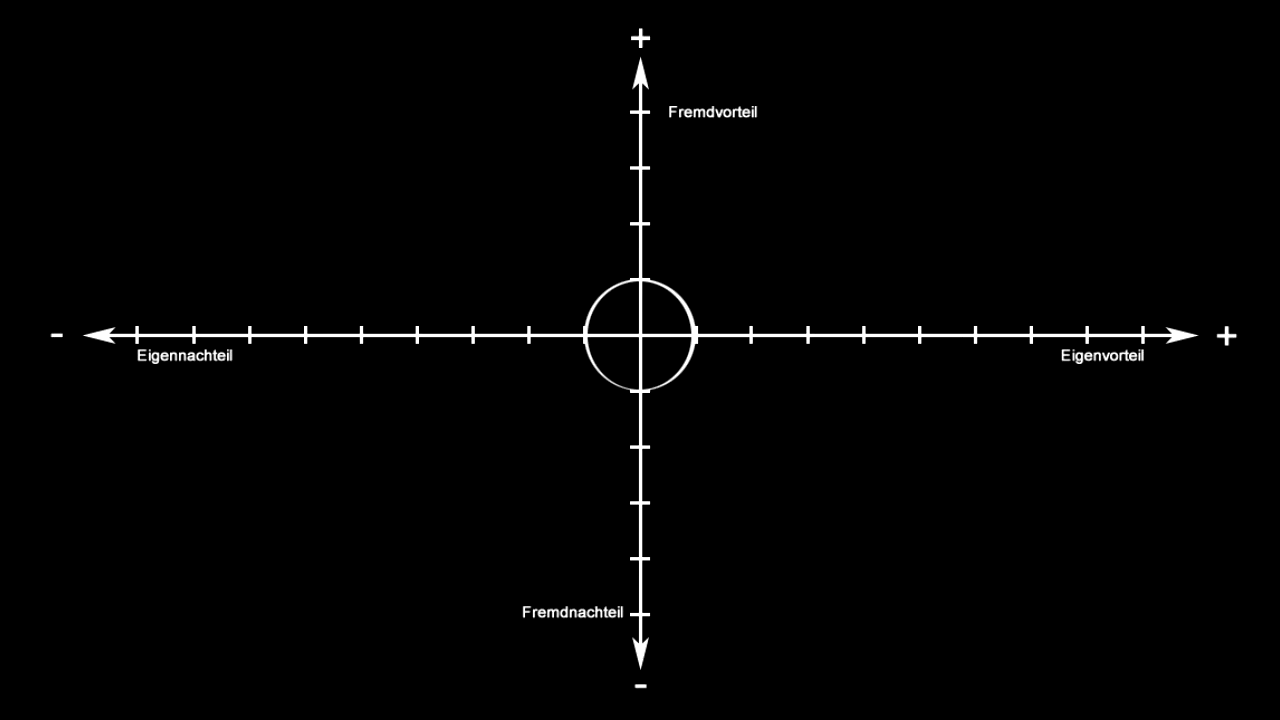 +
Fremdvorteil
-
+
Eigennachteil
Eigenvorteil
Fremdnachteil
-